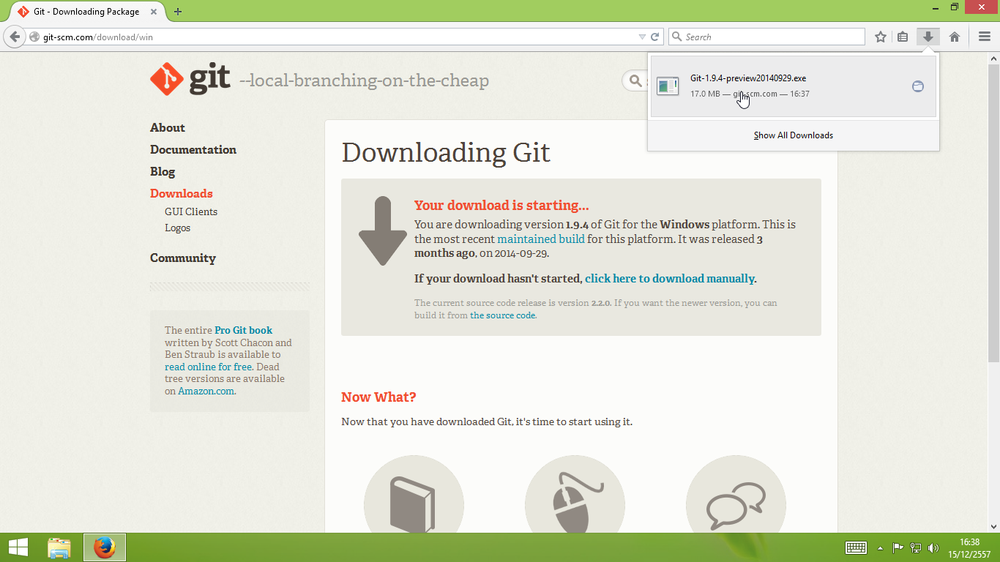 Git - Downloading Package
git-scm.com/download/win
Search
git --local-branching-on-the-cheap
Git-1.9.4-preview20140929.exe
17.0 MB — git-scm.com — 16:37
Show All Downloads
About
Documentation
Blog
Downloads
GUI Clients
Logos
Community
The entire Pro Git book
written by Scott Chacon and
Ben Straub is available to
read online for free. Dead
tree versions are available
on Amazon.com.
Downloading Git
Your download is starting...
You are downloading version 1.9.4 of Git for the Windows platform. This is
the most recent maintained build for this platform. It was released 3
months ago, on 2014-09-29.
If your download hasn't started, click here to download manually.
The current source code release is version 2.2.0. If you want the newer version, you can
build it from the source code.
Now What?
Now that you have downloaded Git, it's time to start using it.
16:38
15/12/2557